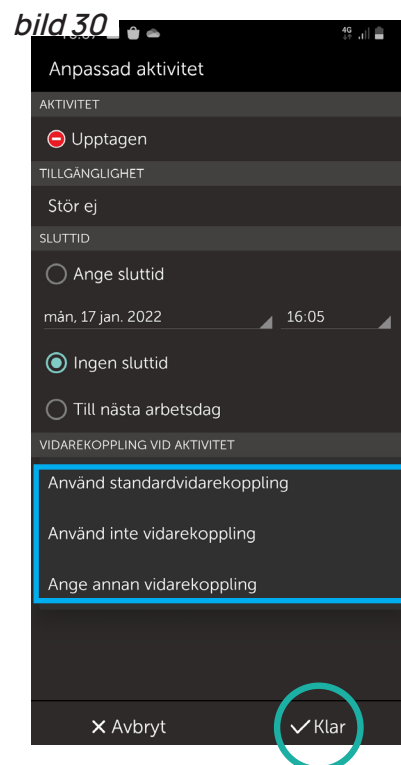 bild 30
4G
Anpassad aktivitet
AKTIVITET
Upptagen
TILLGÄNGLIGHET
Stör ej
SLUTTID
Ange sluttid
mån, 17 jan. 2022 16:05
Ingen sluttid
Till nästa arbetsdag
VIDAREKOPPLING VID AKTIVITET
Använd standardvidarekoppling
Använd inte vidarekoppling
Ange annan vidarekoppling
Avbryt Klar